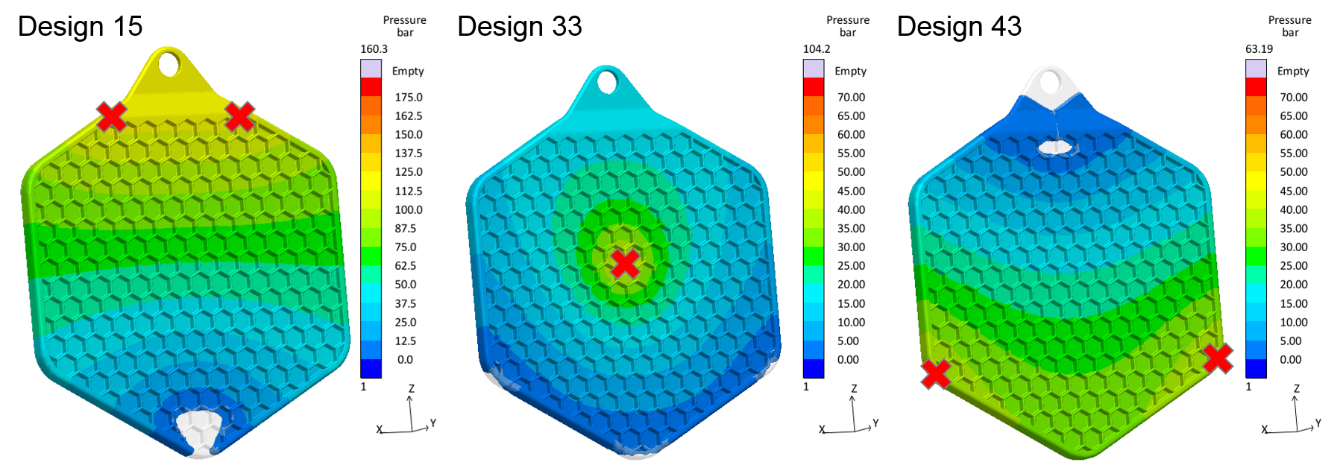 Design 15
Pressure
bar
160.3
Empty
175.0
162.5
150.0
137.5
125.0
112.5
100.0
87.5
75.0
62.5
50.0
37.5
25.0
12.5
0.0
1
Z
X
Y
Design 33
Pressure
bar
104.2
Empty
70.00
65.00
60.00
55.00
50.00
45.00
40.00
35.00
30.00
25.00
20.00
15.00
10.00
5.00
0.00
1
Z
X
Y
Design 43
Pressure
bar
63.19
Empty
70.00
65.00
60.00
55.00
50.00
45.00
40.00
35.00
30.00
25.00
20.00
15.00
10.00
5.00
0.00
1
Z
X
Y